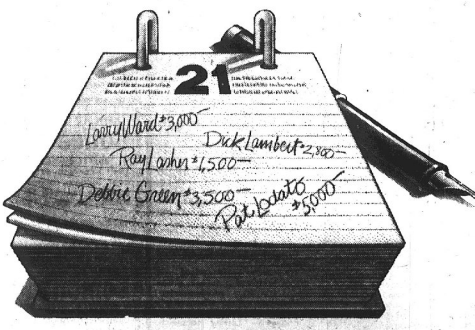 21
Larry Ward $3,000—
Dick Lambert $2,800—
Ray Lasher $1,500—
Debbie Green $3,500—
Pat Lodato $5,000—